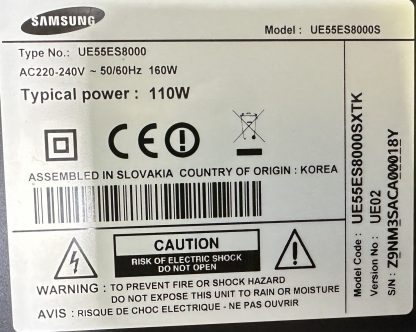 SAMSUNG
Model : UE55ES8000S
Type No.: UE55ES8000
AC220-240V ~ 50/60Hz 160W
Typical power : 110W
CE
ASSEMBLED IN SLOVAKIA COUNTRY OF ORIGIN : KOREA
CAUTION
RISK OF ELECTRIC SHOCK
DO NOT OPEN
WARNING : TO PREVENT FIRE OR SHOCK HAZARD
DO NOT EXPOSE THIS UNIT TO RAIN OR MOISTURE
AVIS : RISQUE DE CHOC ELECTRIQUE - NE PAS OUVRIR
Model Code : UE55ES8000SXTK
Version No.: UE02
S/N : Z9NM3SACA00018Y